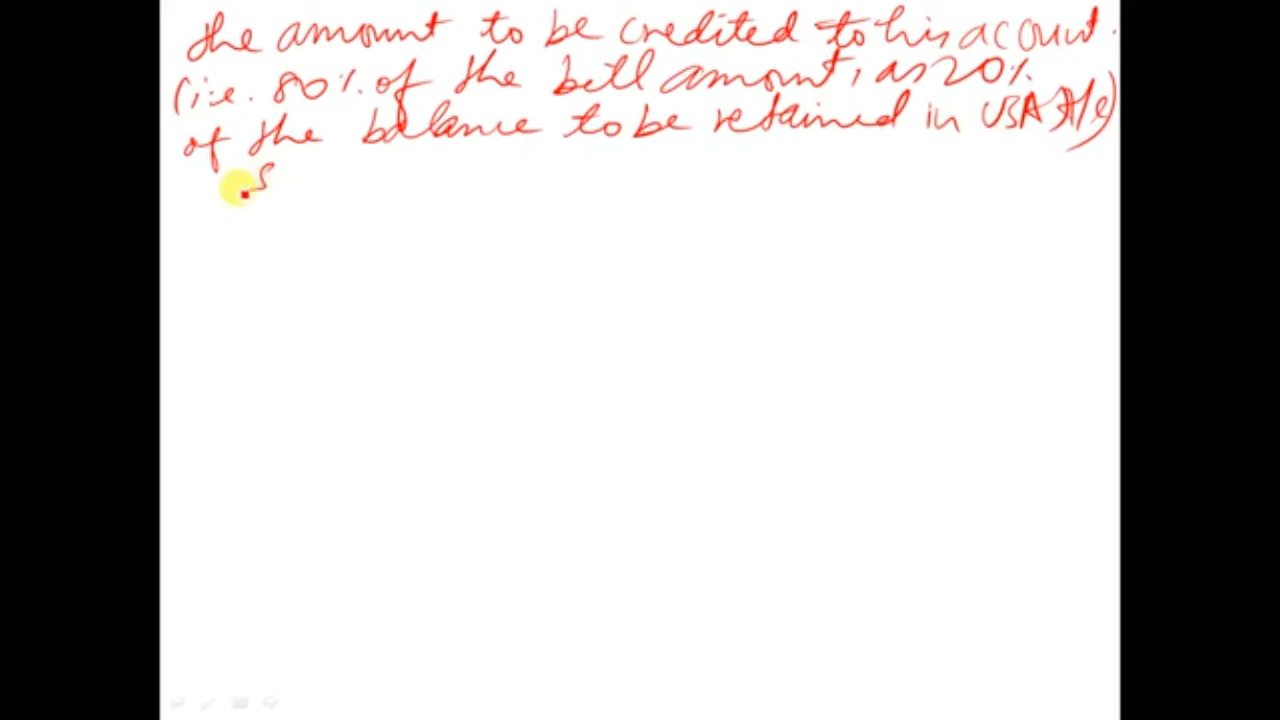 the amount to be credited to his account.
(i.e. 80% of the bill amount, as 20%
of the balance to be retained in USA A/c)
S